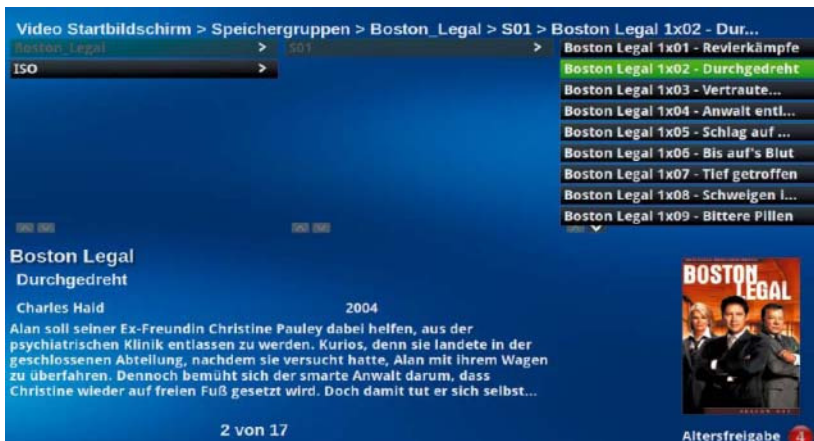 Video Startbildschirm > Speichergruppen > Boston_Legal > S01 > Boston Legal 1x02 - Dur...
Boston_Legal >
ISO >
S01 >
Boston Legal 1x01 - Revierkämpfe
Boston Legal 1x02 - Durchgedreht
Boston Legal 1x03 - Vertraute...
Boston Legal 1x04 - Anwalt entl...
Boston Legal 1x05 - Schlag auf ...
Boston Legal 1x06 - Bis auf's Blut
Boston Legal 1x07 - Tief getroffen
Boston Legal 1x08 - Schweigen i...
Boston Legal 1x09 - Bittere Pillen
Boston Legal
Durchgedreht
Charles Haid 2004
Alan soll seiner Ex-Freundin Christine Pauley dabei helfen, aus der
psychiatrischen Klinik entlassen zu werden. Kurios, denn sie landete in der
geschlossenen Abteilung, nachdem sie versucht hatte, Alan mit ihrem Wagen
zu überfahren. Dennoch bemüht sich der smarte Anwalt darum, dass
Christine wieder auf freien Fuß gesetzt wird. Doch damit tut er sich selbst...
2 von 17
BOSTON
LEGAL
SEASON ONE
Altersfreigabe 4